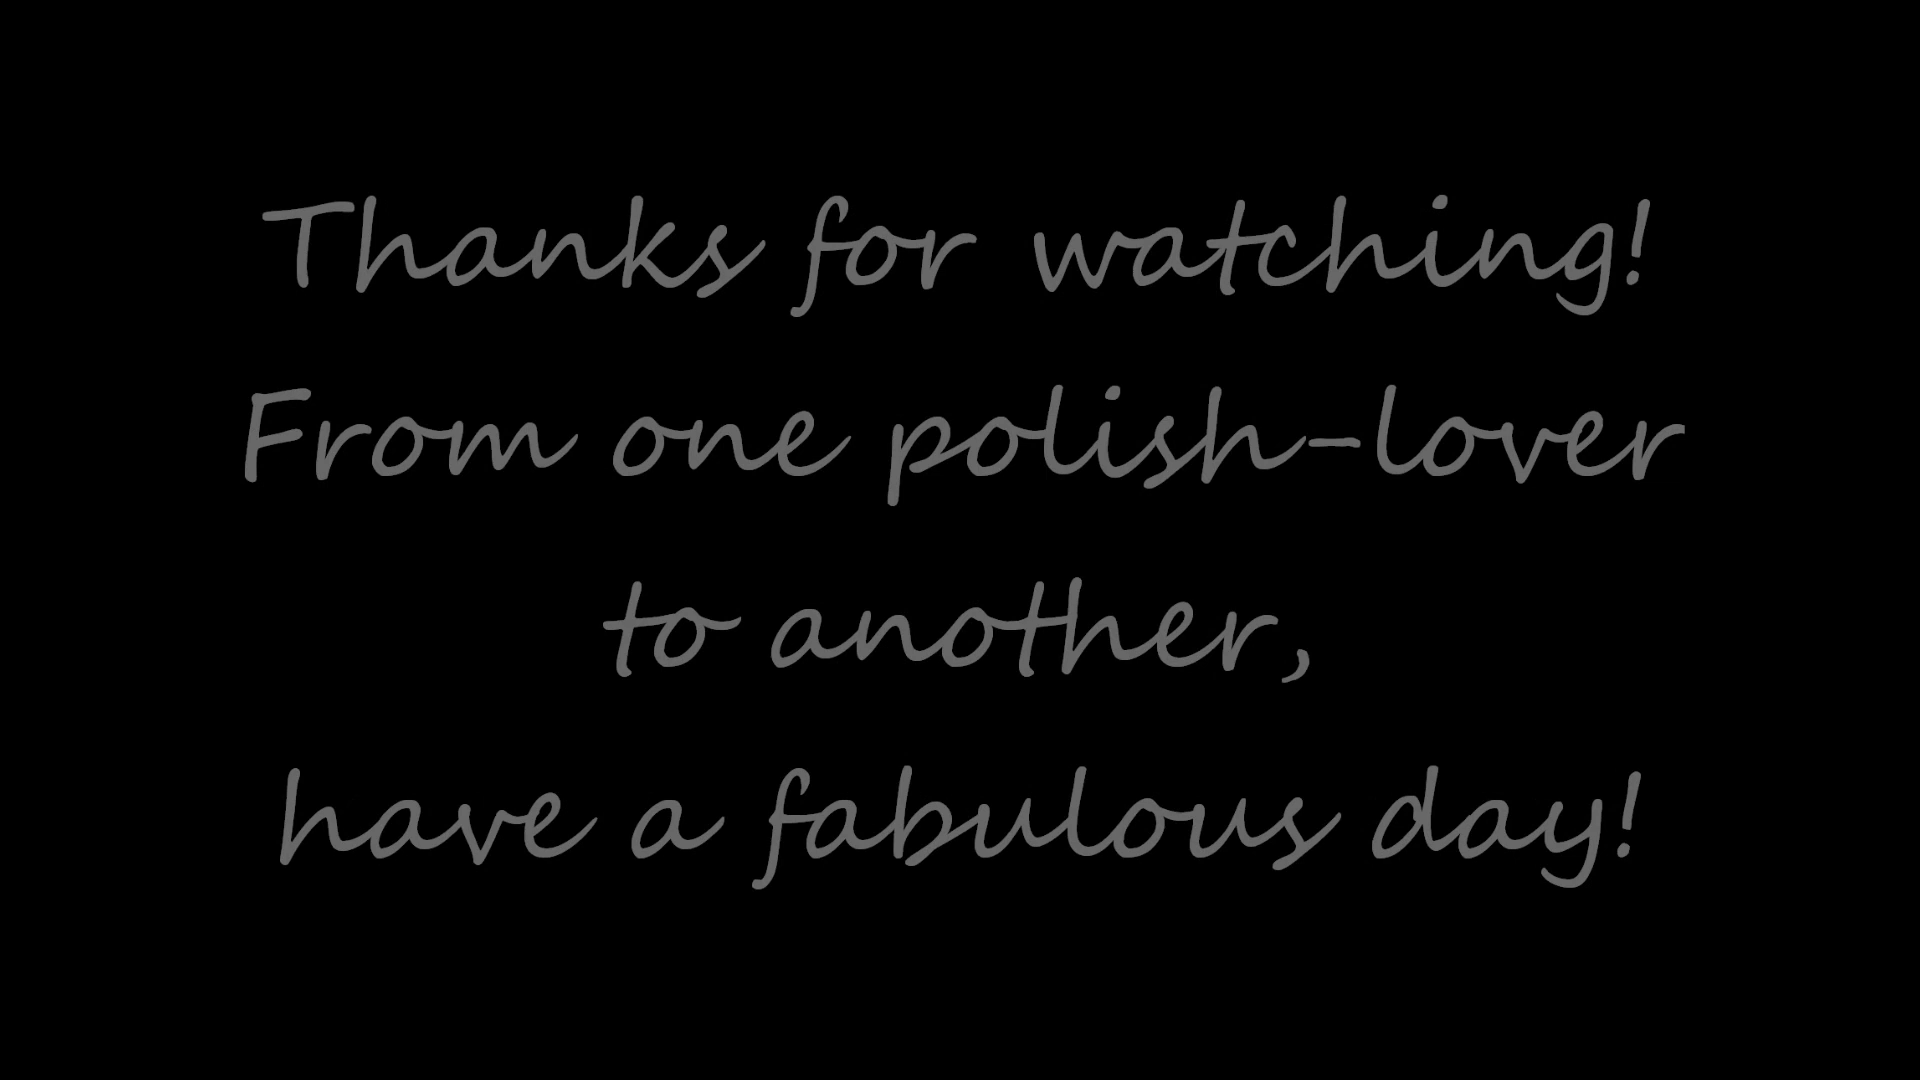 Thanks for watching!
From one polish-lover
to another,
have a fabulous day!